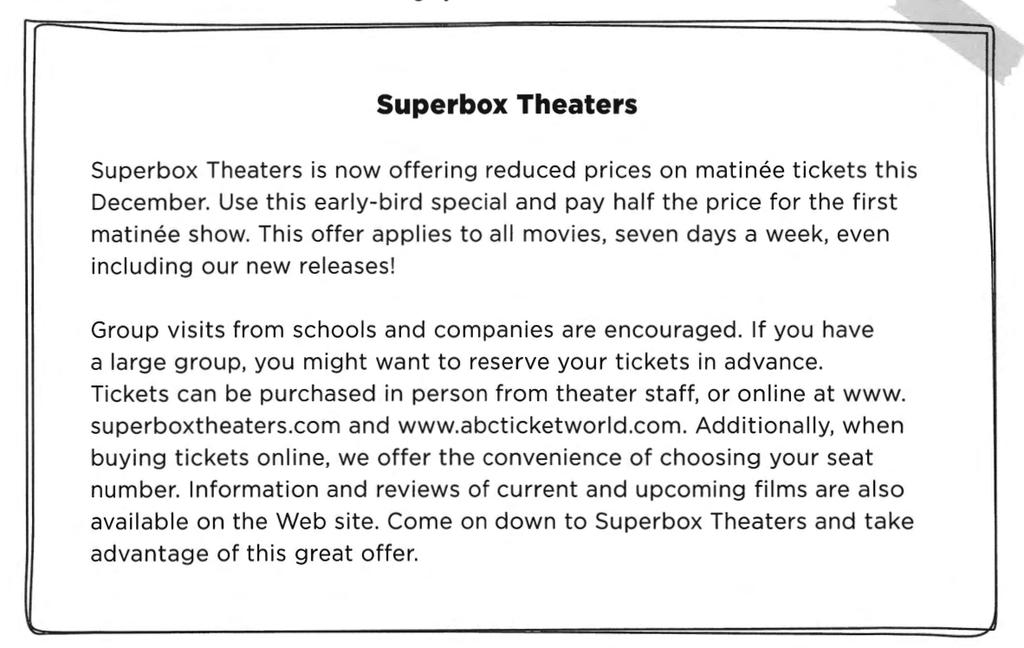 Superbox Theaters
Superbox Theaters is now offering reduced prices on matinée tickets this
December. Use this early-bird special and pay half the price for the first
matinée show. This offer applies to all movies, seven days a week, even
including our new releases!
Group visits from schools and companies are encouraged. If you have
a large group, you might want to reserve your tickets in advance.
Tickets can be purchased in person from theater staff, or online at www.
superboxtheaters.com and www.abcticketworld.com. Additionally, when
buying tickets online, we offer the convenience of choosing your seat
number. Information and reviews of current and upcoming films are also
available on the Web site. Come on down to Superbox Theaters and take
advantage of this great offer.